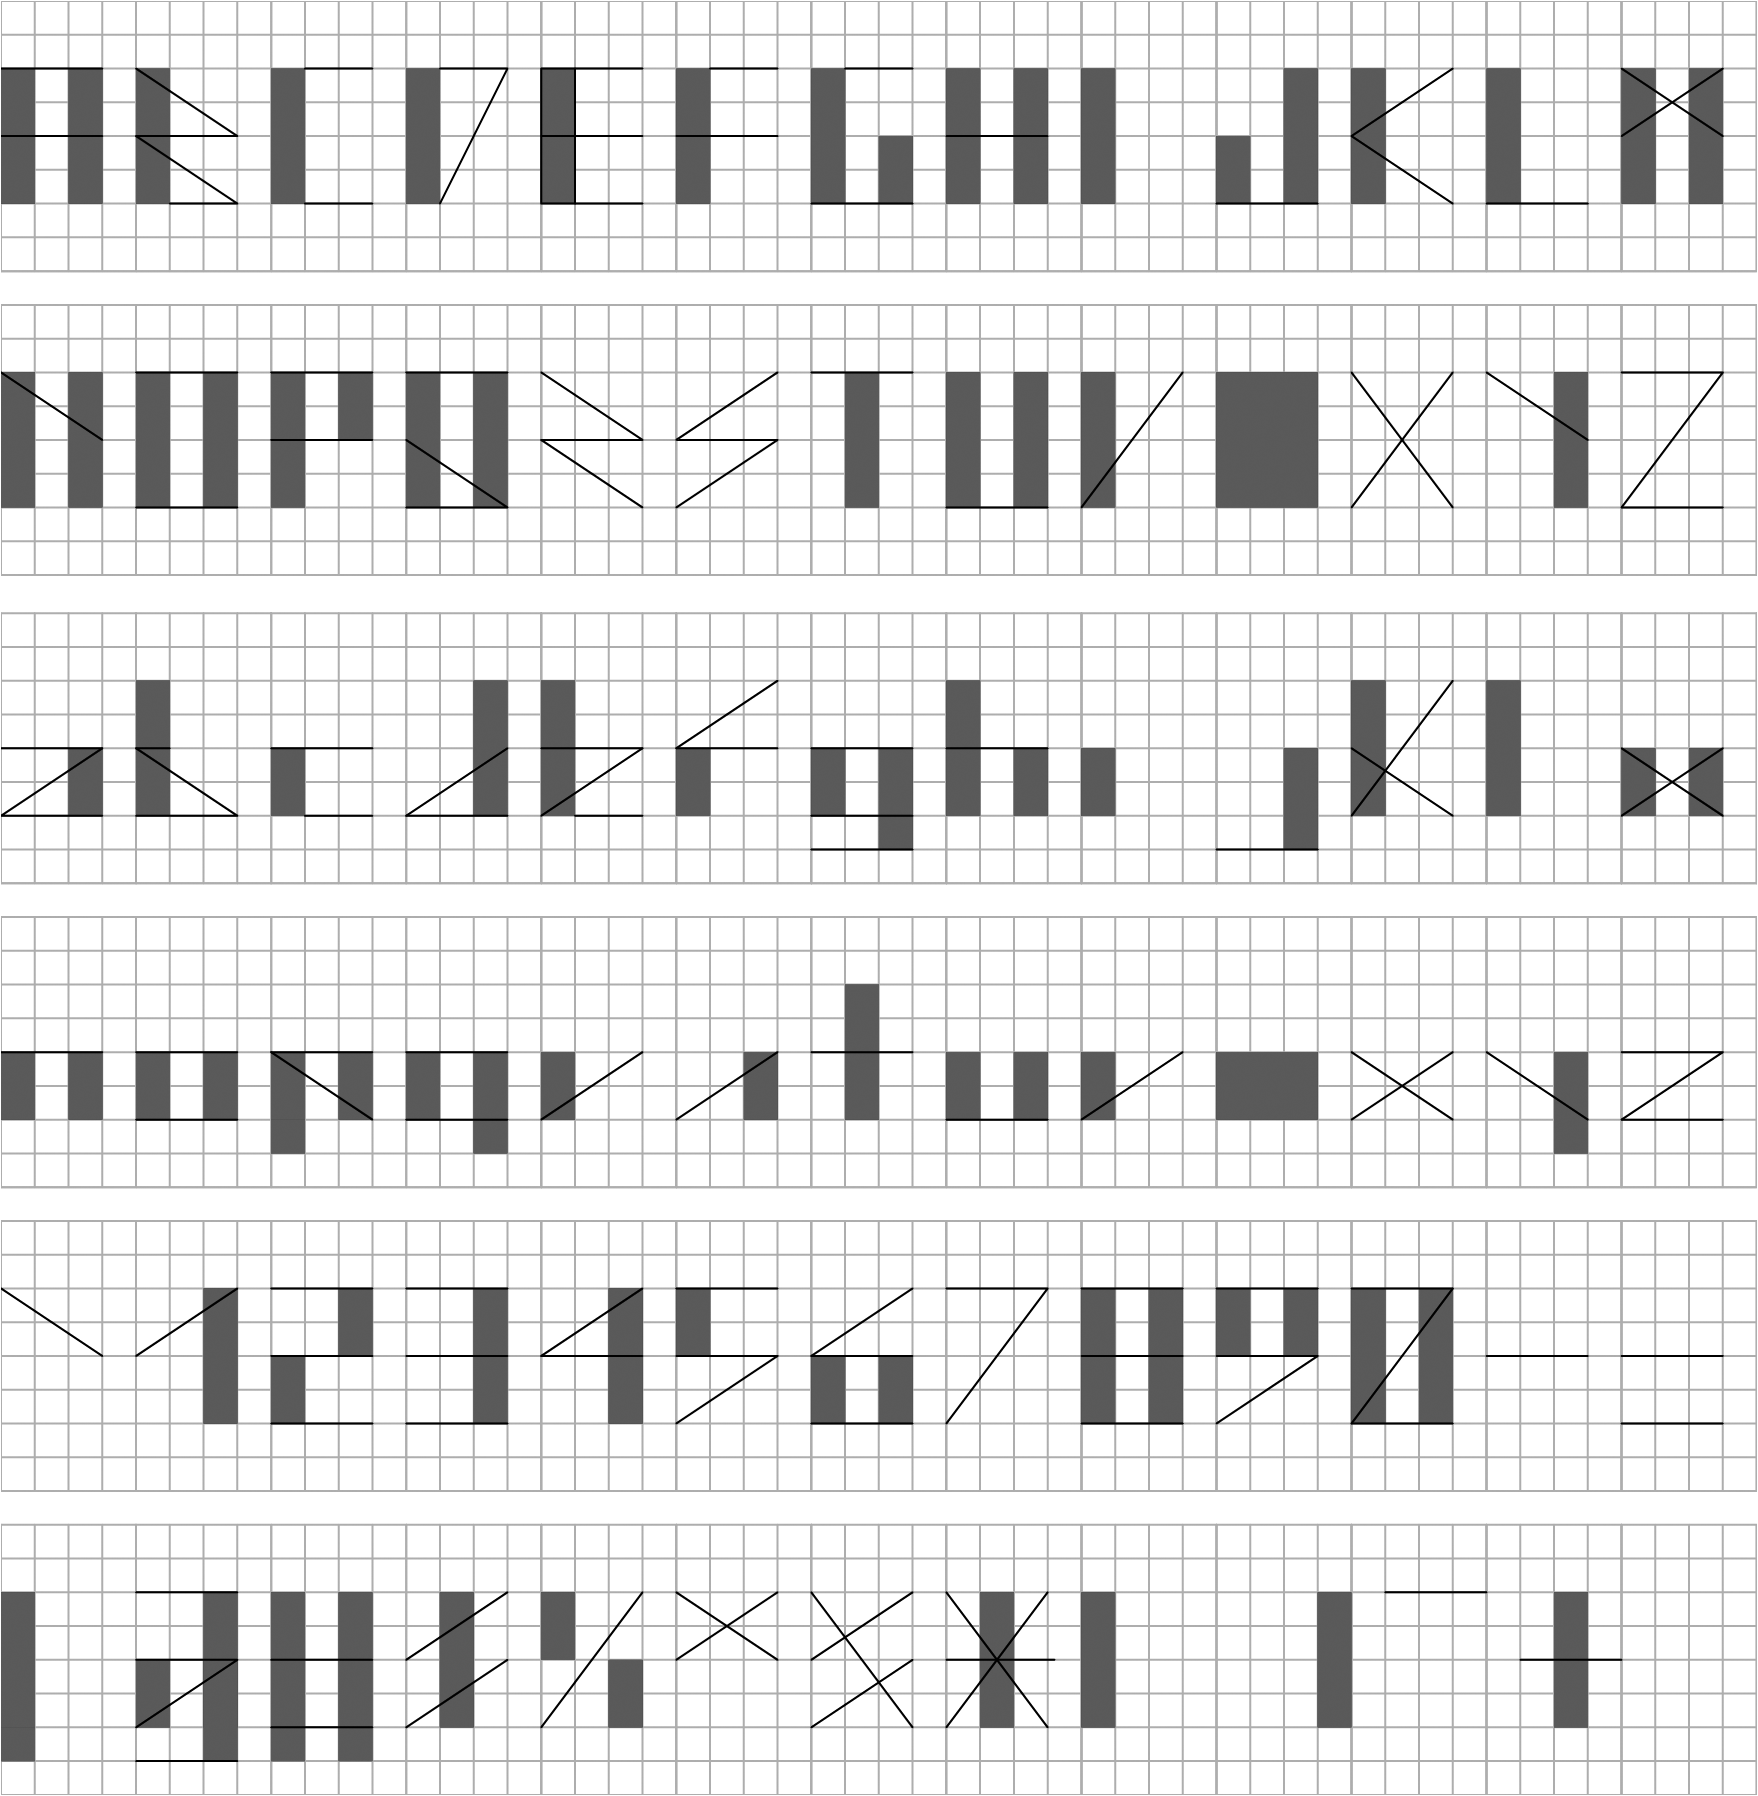 A B C D E F G H I J K L M
N O P Q R S T U V W X Y Z
a b c d e f g h i j k l m
n o p q r s t u v w x y z
` 1 2 3 4 5 6 7 8 9 0 - =
! @ # $ % ^ & * ( ) _ +